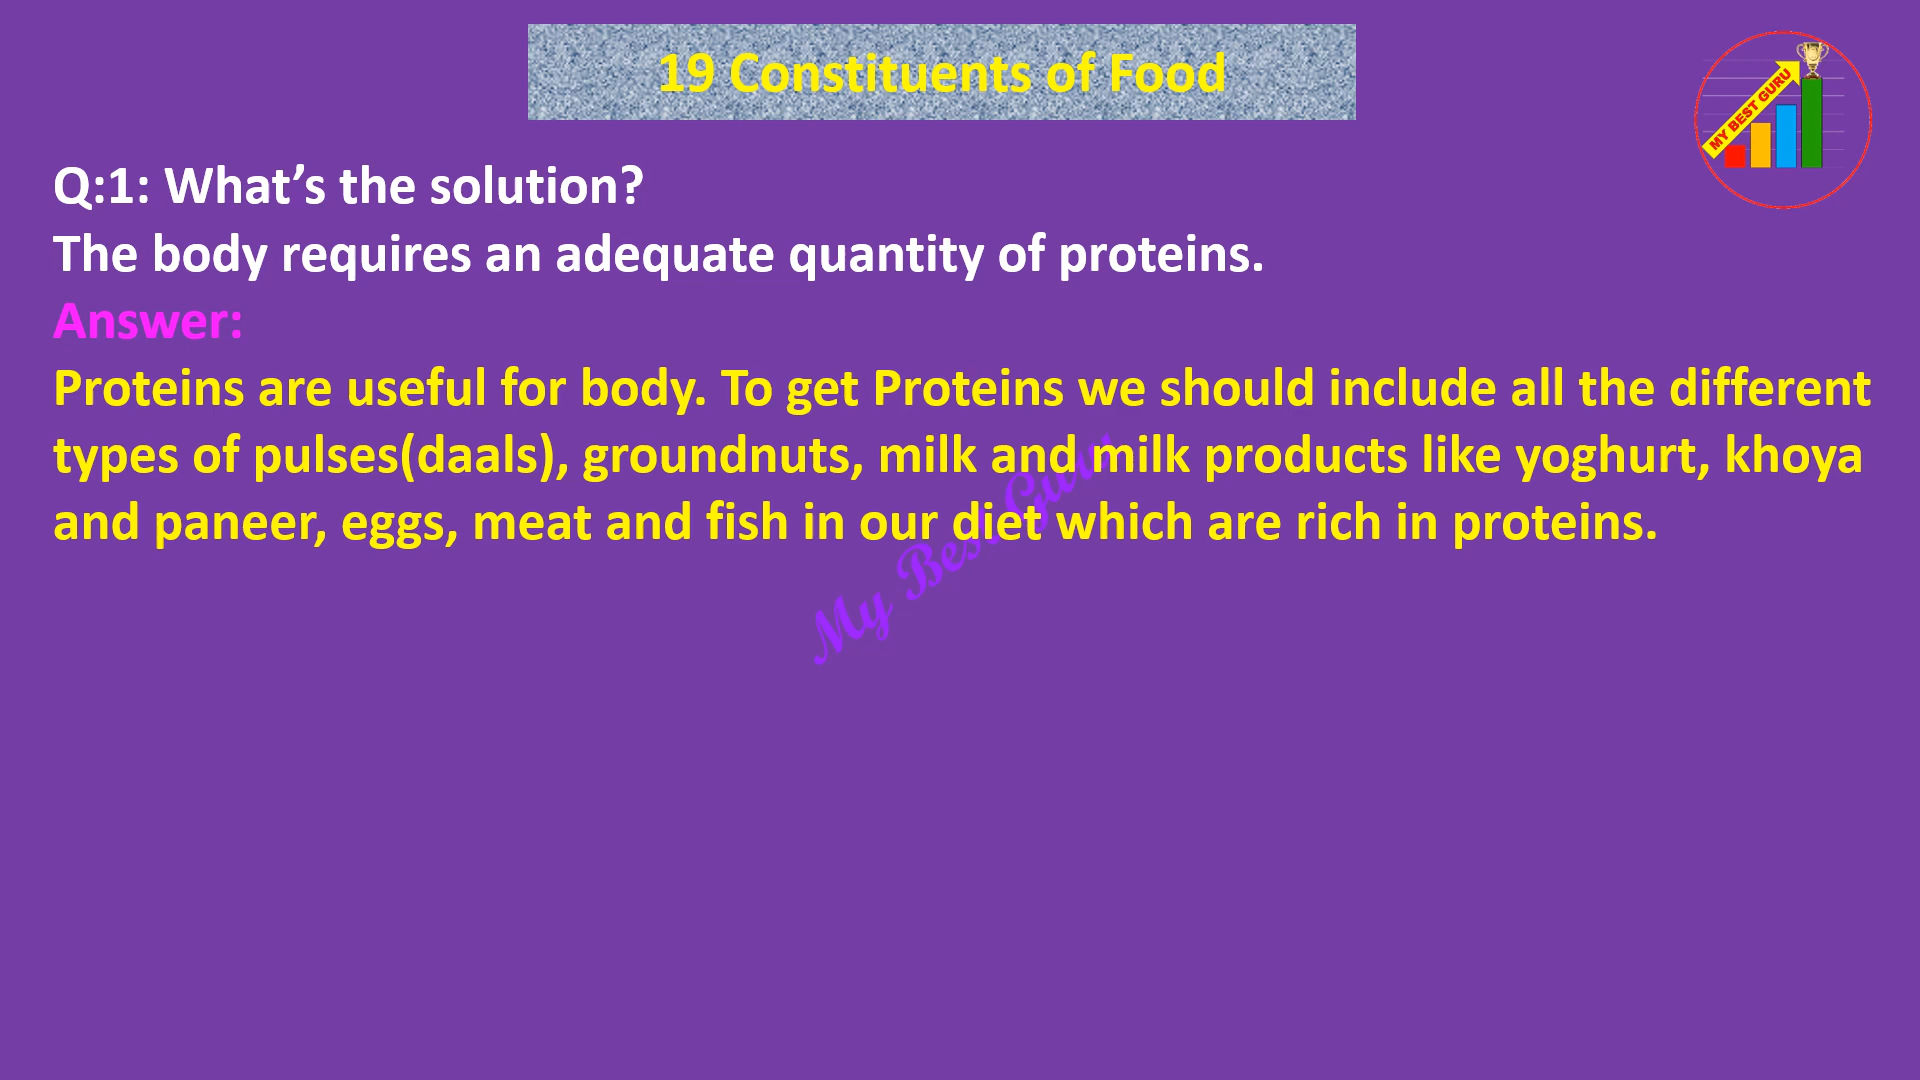 19 Constituents of Food
MY BEST GURU
Q:1: What’s the solution?
The body requires an adequate quantity of proteins.
Answer:
Proteins are useful for body. To get Proteins we should include all the different
types of pulses(daals), groundnuts, milk and milk products like yoghurt, khoya
and paneer, eggs, meat and fish in our diet which are rich in proteins.
My Best Guru